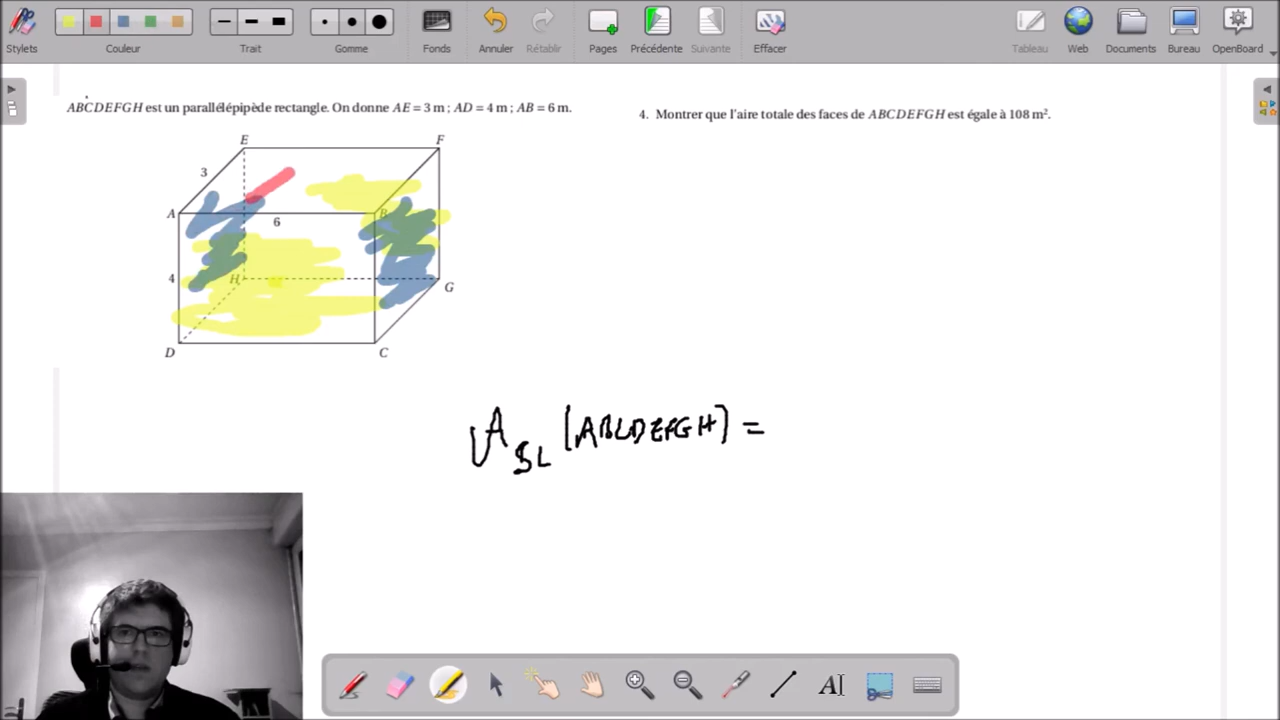 Stylets
Couleur
Trait
Gomme
Fonds
Annuler
Rétablir
Pages
Précédente
Suivante
Effacer
Tableau
Web
Documents
Bureau
OpenBoard
ABCDEFGH est un parallélépipède rectangle. On donne AE = 3 m ; AD = 4 m ; AB = 6 m.
4. Montrer que l'aire totale des faces de ABCDEFGH est égale à 108 m².
E
F
3
A
B
6
4
H
G
D
C
A SL (ABCDEFGH) =
AI